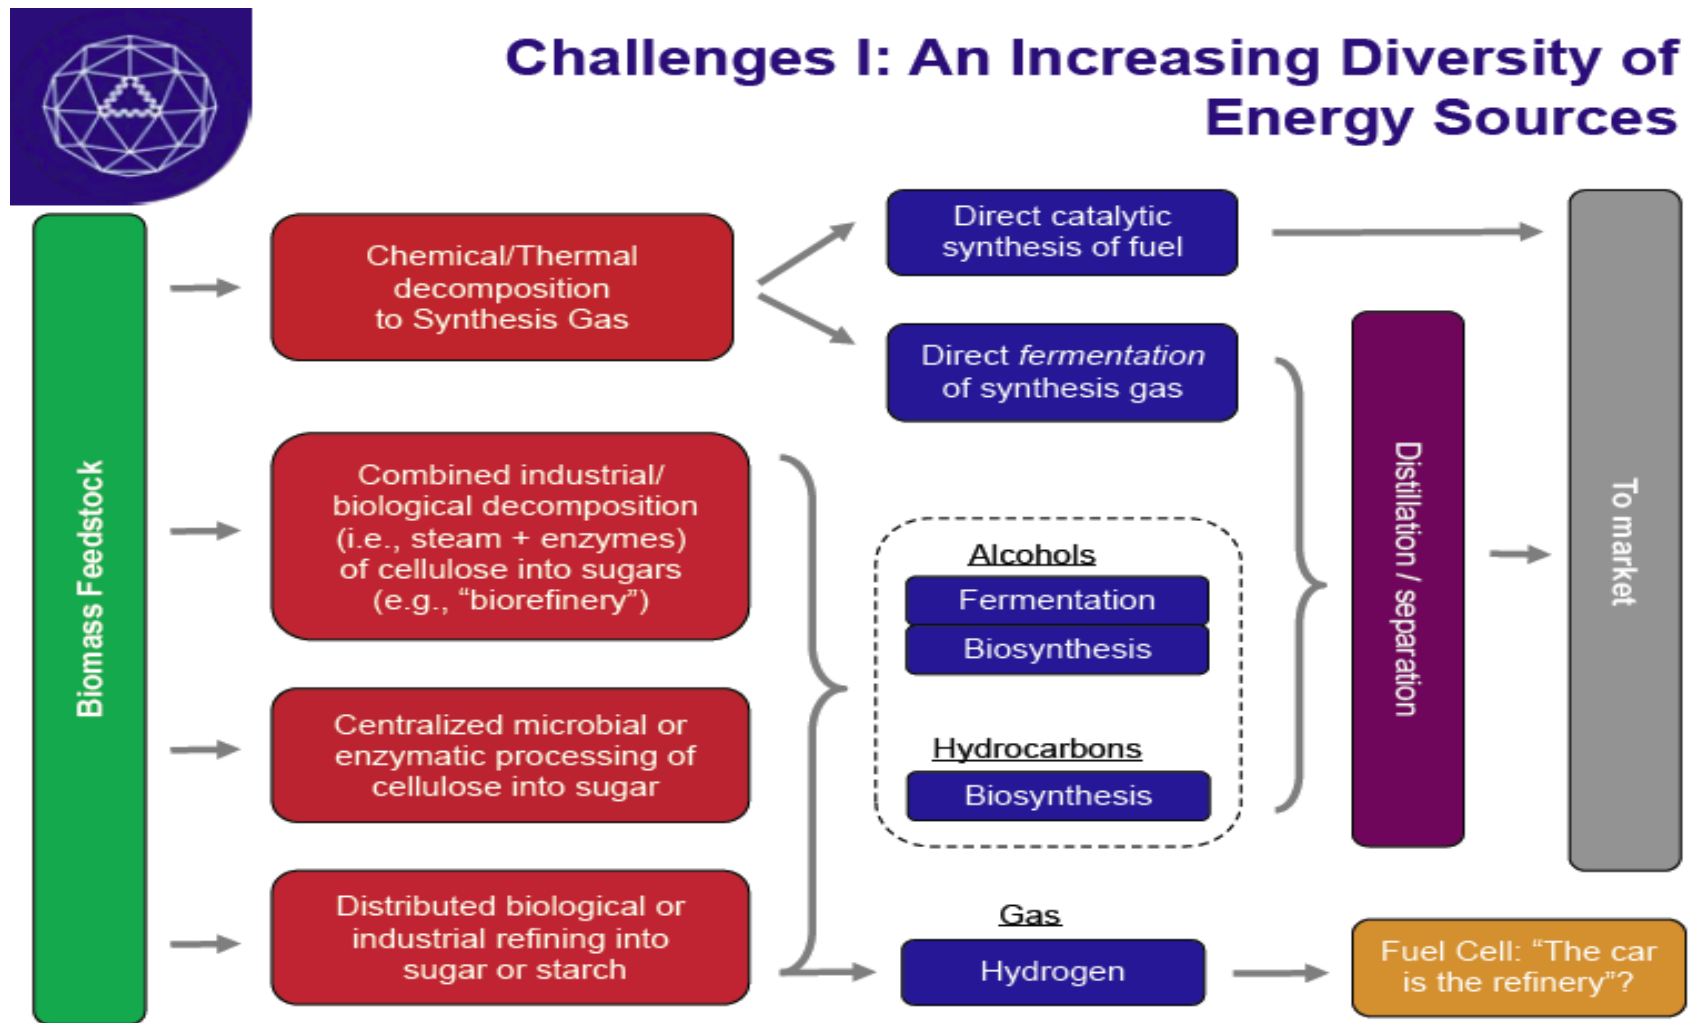 Challenges I: An Increasing Diversity of
Energy Sources
Biomass Feedstock
Chemical/Thermal
decomposition
to Synthesis Gas
Combined industrial/
biological decomposition
(i.e., steam + enzymes)
of cellulose into sugars
(e.g., “biorefinery”)
Centralized microbial or
enzymatic processing of
cellulose into sugar
Distributed biological or
industrial refining into
sugar or starch
Direct catalytic
synthesis of fuel
Direct fermentation
of synthesis gas
Alcohols
Fermentation
Biosynthesis
Hydrocarbons
Biosynthesis
Gas
Hydrogen
Distillation / separation
To market
Fuel Cell: “The car
is the refinery”?